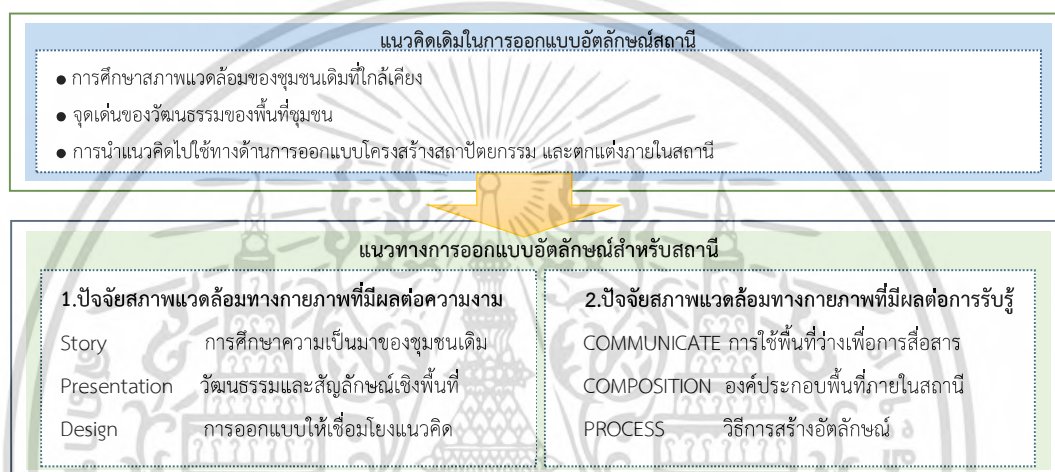 แนวคิดเดิมในการออกแบบอัตลักษณ์สถานี
● การศึกษาสภาพแวดล้อมของชุมชนเดิมที่ใกล้เคียง
● จุดเด่นของวัฒนธรรมของพื้นที่ชุมชน
● การนำแนวคิดไปใช้ทางด้านการออกแบบโครงสร้างสถาปัตยกรรม และตกแต่งภายในสถานี
แนวทางการออกแบบอัตลักษณ์สำหรับสถานี
1.ปัจจัยสภาพแวดล้อมทางกายภาพที่มีผลต่อความงาม
Story การศึกษาความเป็นมาของชุมชนเดิม
Presentation วัฒนธรรมและสัญลักษณ์เชิงพื้นที่
Design การออกแบบให้เชื่อมโยงแนวคิด
2.ปัจจัยสภาพแวดล้อมทางกายภาพที่มีผลต่อการรับรู้
COMMUNICATE การใช้พื้นที่ว่างเพื่อการสื่อสาร
COMPOSITION องค์ประกอบพื้นที่ภายในสถานี
PROCESS วิธีการสร้างอัตลักษณ์